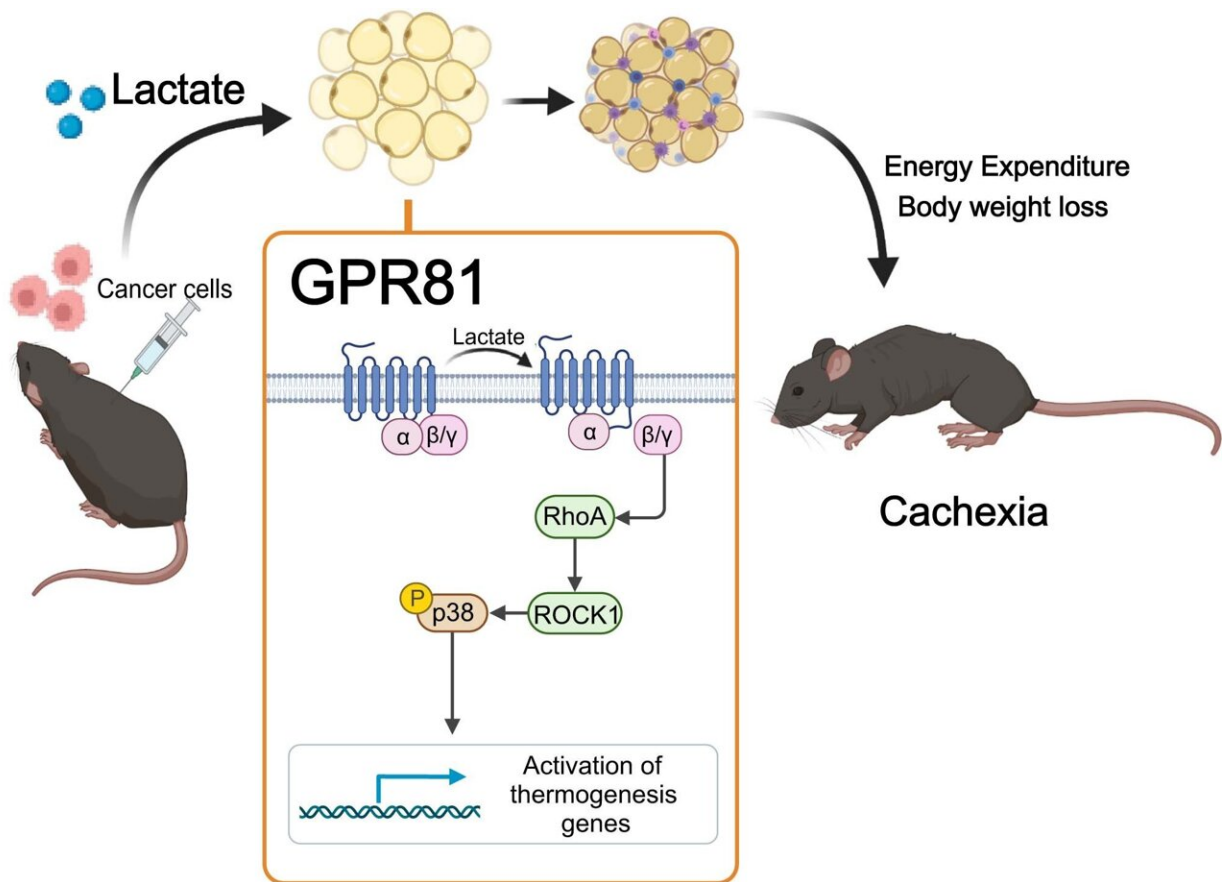 Lactate
Energy Expenditure
Body weight loss
Cancer cells
GPR81
Lactate
α
β/γ
α
β/γ
RhoA
P
p38
ROCK1
Cachexia
Activation of
thermogenesis
genes